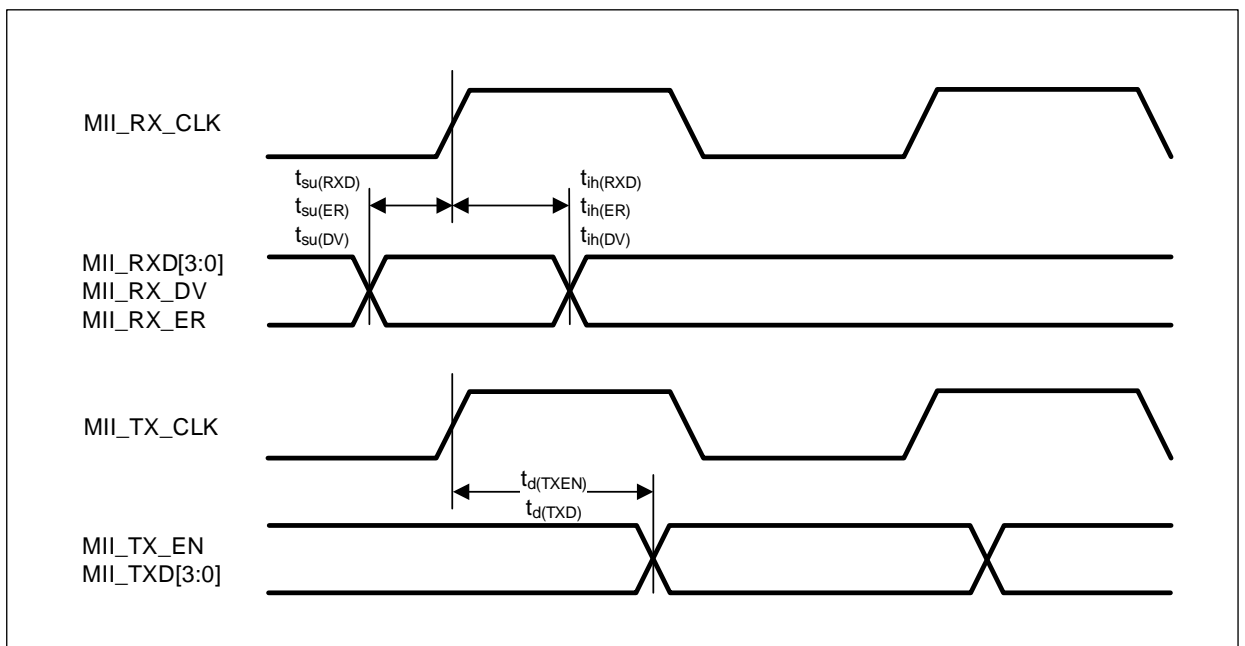 MII_RX_CLK
tsu(RXD)
tsu(ER)
tsu(DV)
tih(RXD)
tih(ER)
tih(DV)
MII_RXD[3:0]
MII_RX_DV
MII_RX_ER
MII_TX_CLK
td(TXEN)
td(TXD)
MII_TX_EN
MII_TXD[3:0]